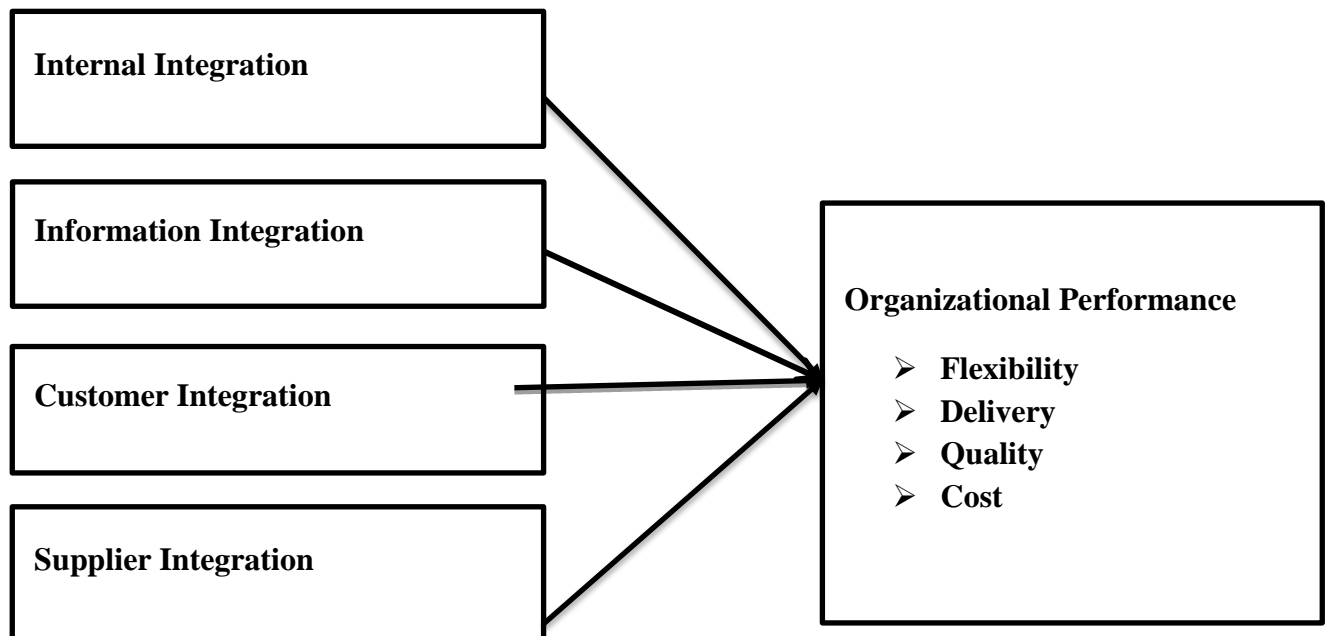 Internal Integration
Information Integration
Customer Integration
Supplier Integration
Organizational Performance
➢ Flexibility
➢ Delivery
➢ Quality
➢ Cost